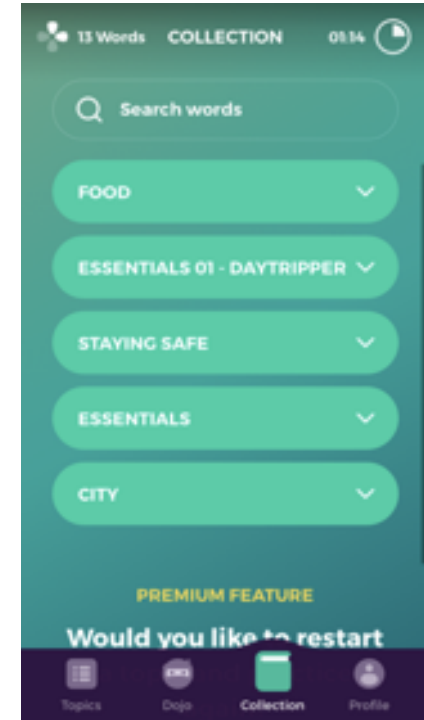 13 Words COLLECTION 01:14
Search words
FOOD
ESSENTIALS 01 - DAYTRIPPER
STAYING SAFE
ESSENTIALS
CITY
PREMIUM FEATURE
Would you like to restart
Topics Dojo Collection Profile